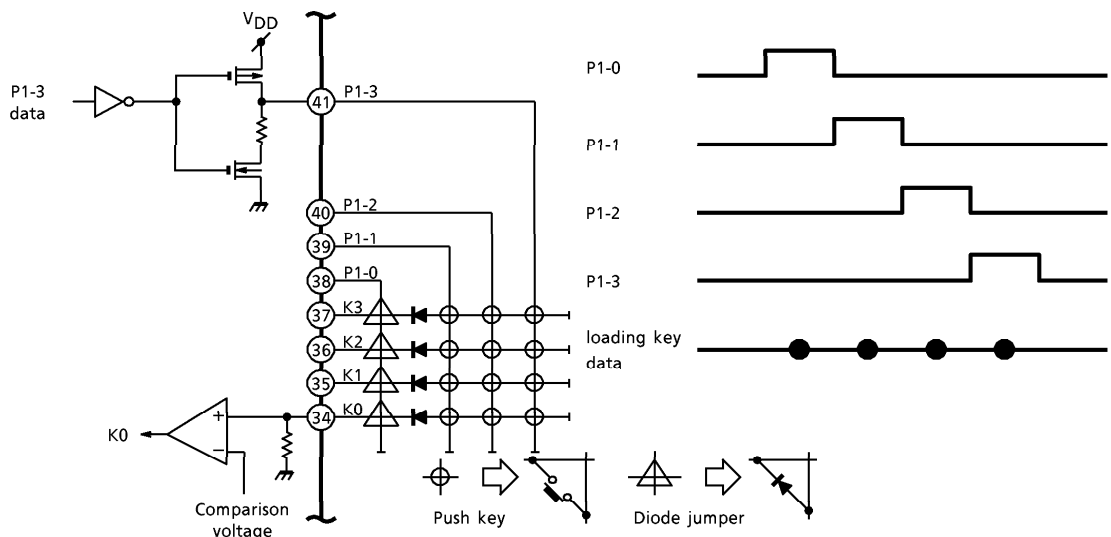 VDD
P1-3
data
41
P1-3
40
P1-2
39
P1-1
38
P1-0
37
K3
36
K2
35
K1
34
K0
+
−
K0
Comparison
voltage
Push key
Diode jumper
P1-0
P1-1
P1-2
P1-3
loading key
data